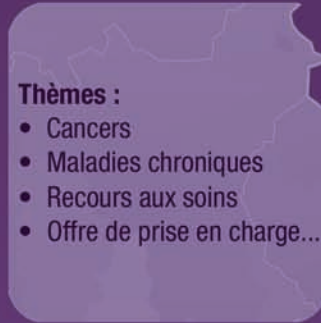 Thèmes :
• Cancers
• Maladies chroniques
• Recours aux soins
• Offre de prise en charge...